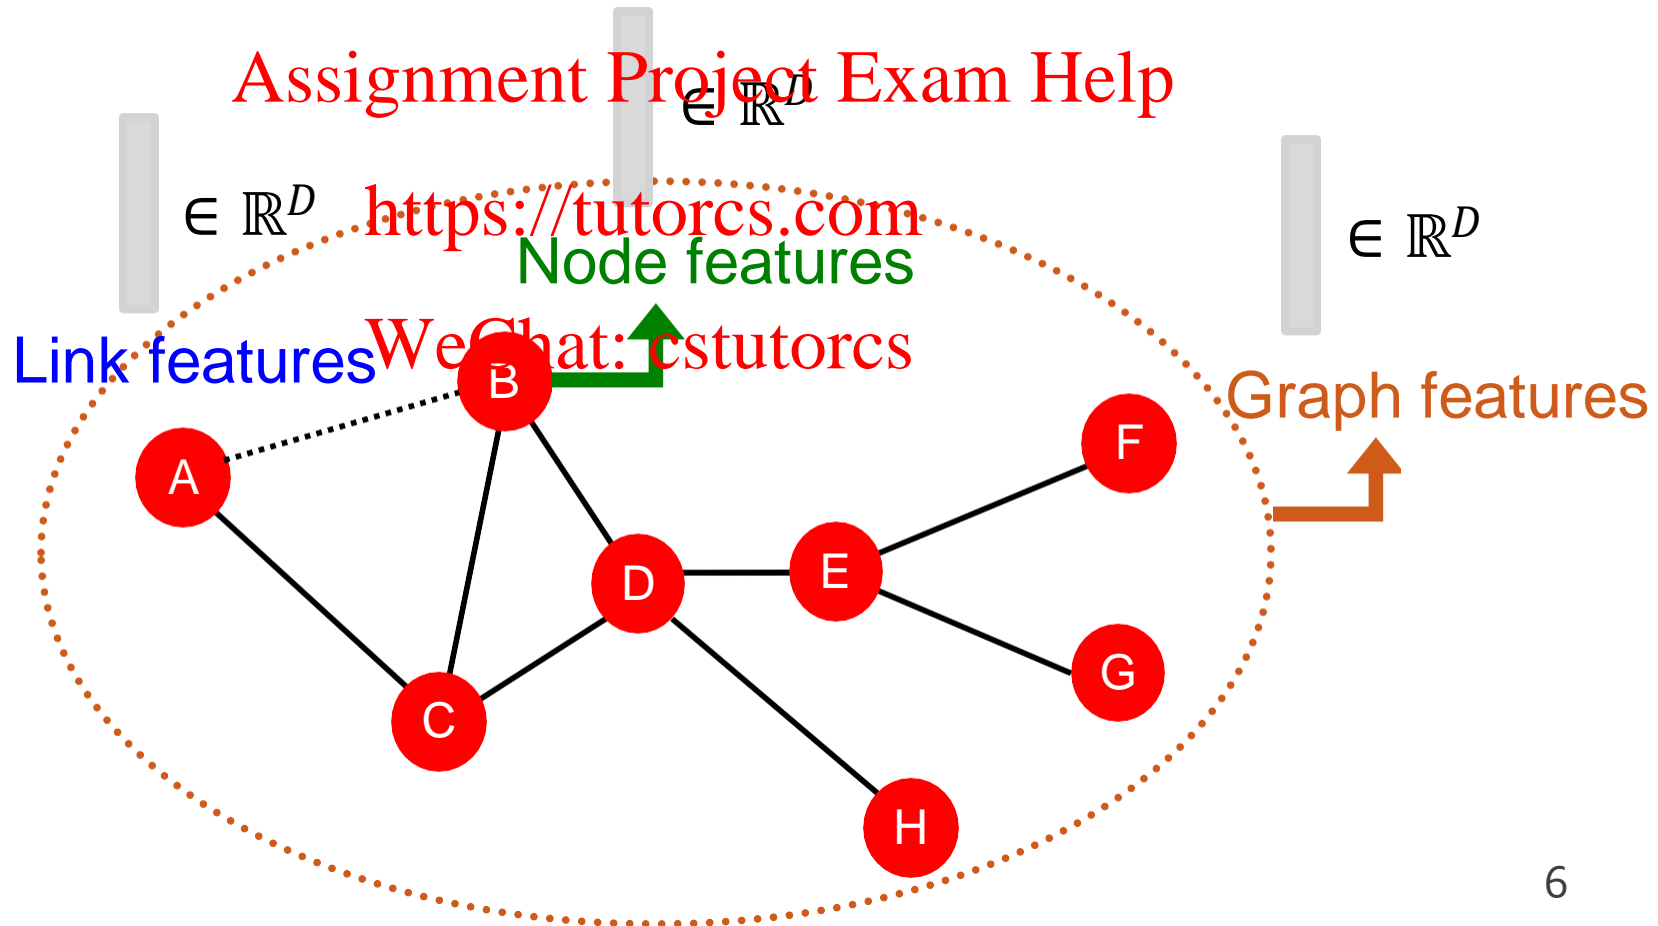 Assignment Project Exam Help
∈ ℝ^D
∈ ℝ^D
https://tutorcs.com
∈ ℝ^D
Node features
WeChat: cstutorcs
Link features
B
Graph features
A
F
D
E
G
C
H
6